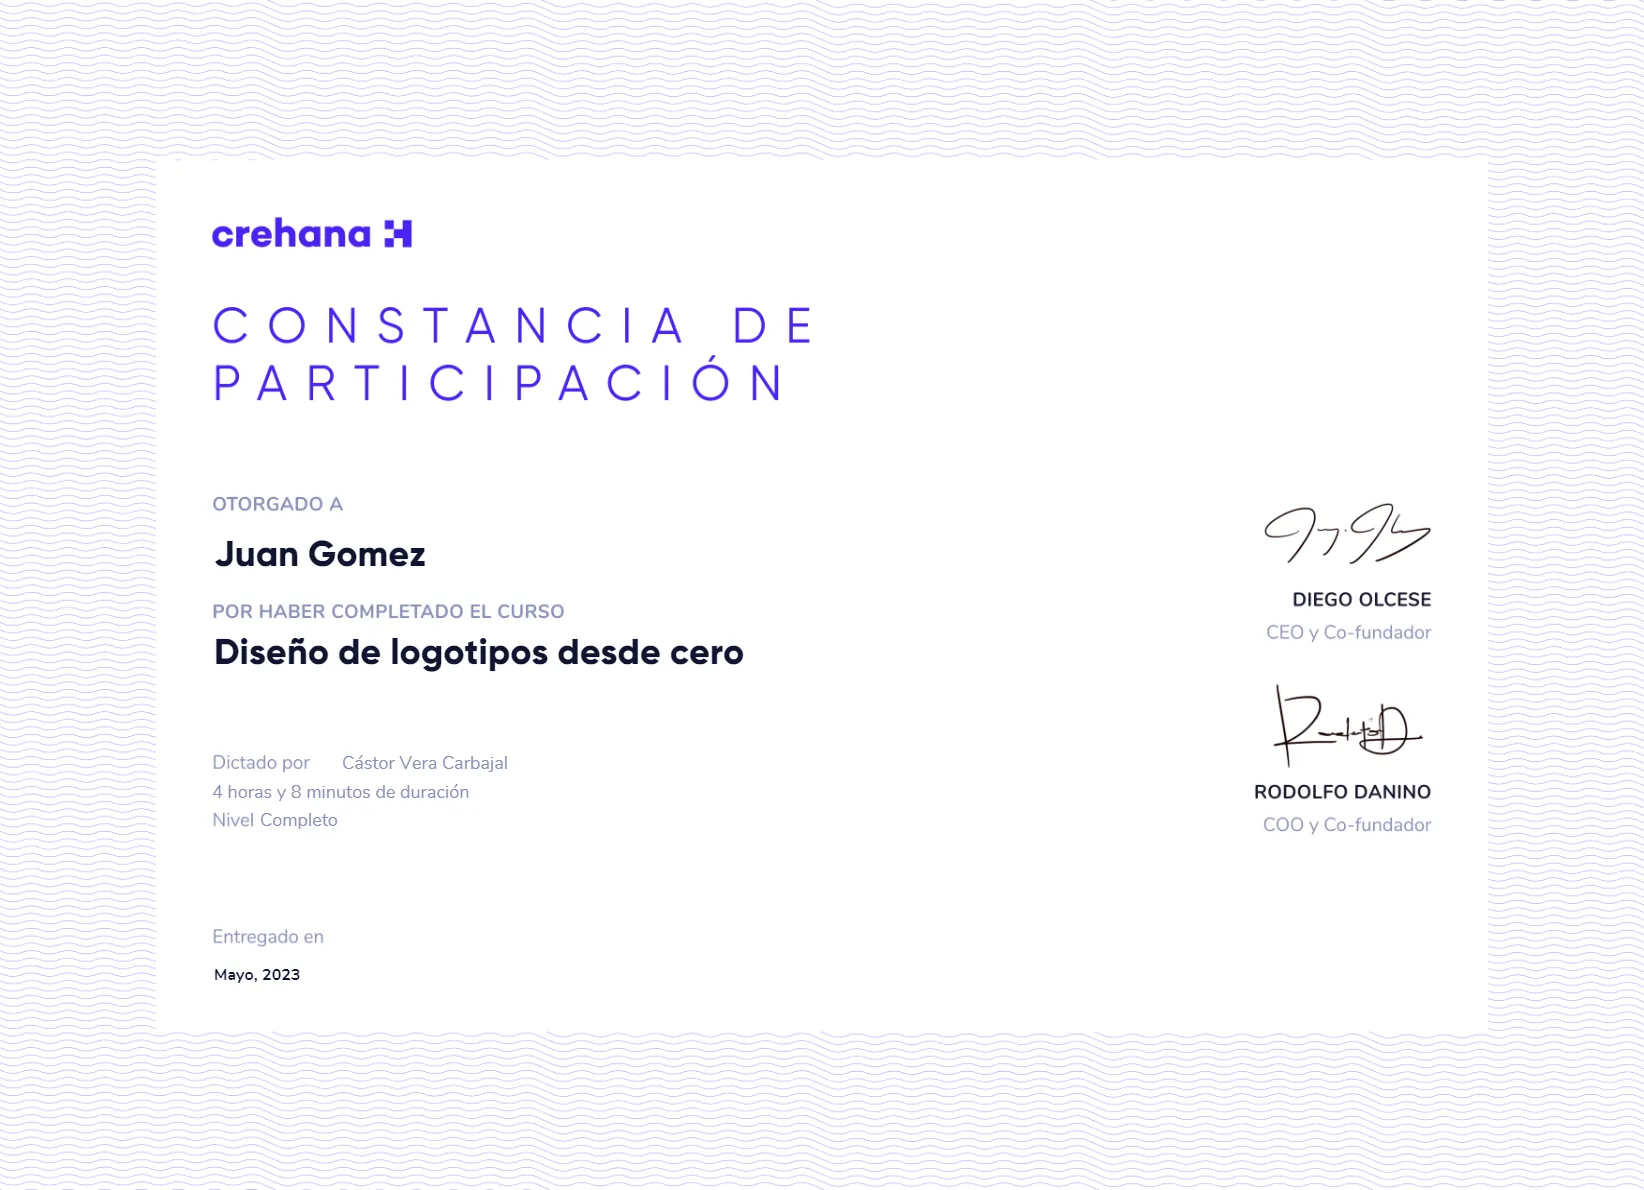 crehana
CONSTANCIA DE
PARTICIPACIÓN
OTORGADO A
Juan Gomez
POR HABER COMPLETADO EL CURSO
Diseño de logotipos desde cero
Dictado por Cástor Vera Carbajal
4 horas y 8 minutos de duración
Nivel Completo
Entregado en
Mayo, 2023
DIEGO OLCESE
CEO y Co-fundador
RODOLFO DANINO
COO y Co-fundador